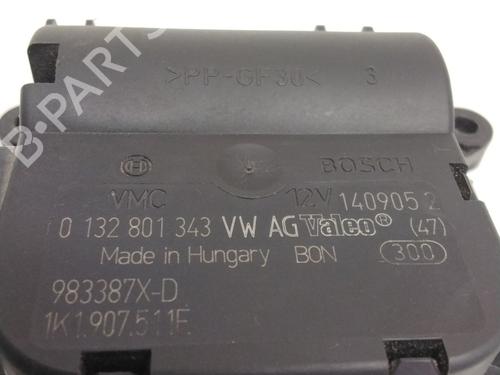 >PP-GF30< 3
BOSCH
VMC 12V 140905 2
0 132 801 343 VW AG Valeo® (47)
Made in Hungary BON 300
983387X-D
1K1.907.511E
B-PARTS